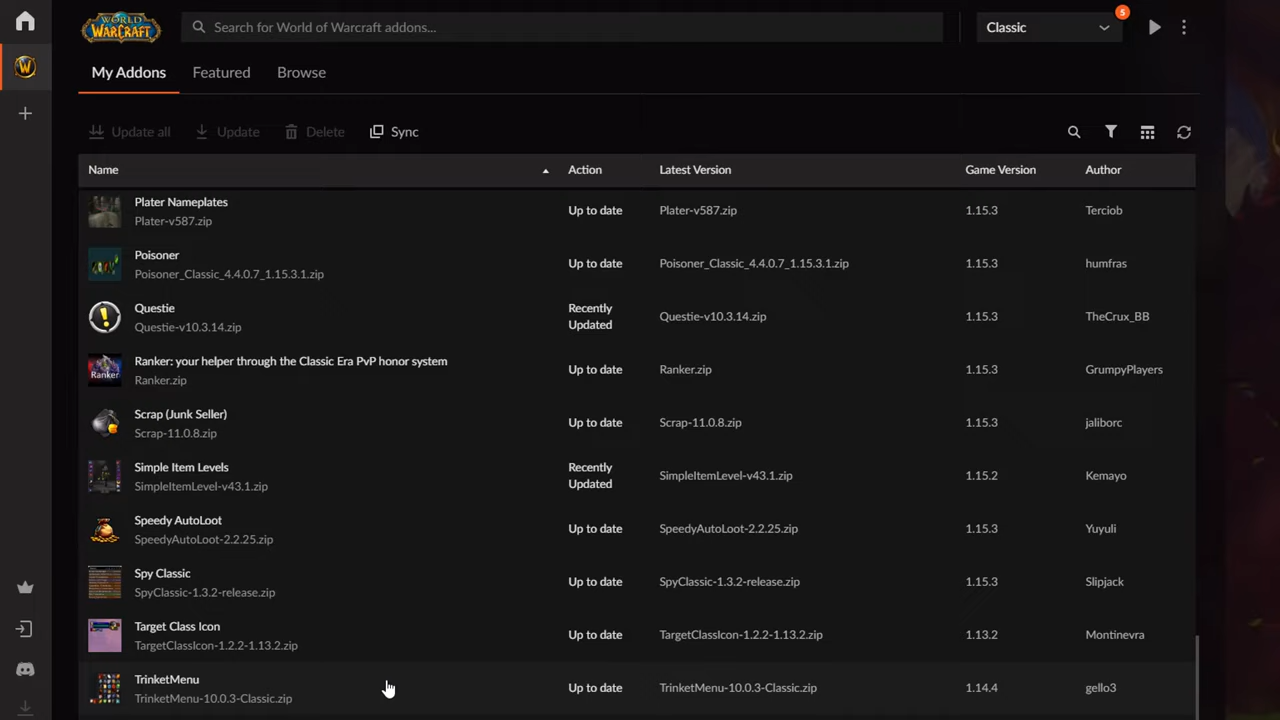 WORLD
OF
WARCRAFT
Search for World of Warcraft addons...
Classic
5
W
My Addons
Featured
Browse
Update all
Update
Delete
Sync
Name
Action
Latest Version
Game Version
Author
Plater Nameplates
Plater-v587.zip
Up to date
Plater-v587.zip
1.15.3
Terciob
Poisoner
Poisoner_Classic_4.4.0.7_1.15.3.1.zip
Up to date
Poisoner_Classic_4.4.0.7_1.15.3.1.zip
1.15.3
humfras
Questie
Questie-v10.3.14.zip
Recently
Updated
Questie-v10.3.14.zip
1.15.3
TheCrux_BB
Ranker
Ranker: your helper through the Classic Era PvP honor system
Ranker.zip
Up to date
Ranker.zip
1.15.3
GrumpyPlayers
Scrap (Junk Seller)
Scrap-11.0.8.zip
Up to date
Scrap-11.0.8.zip
1.15.3
jaliborc
Simple Item Levels
SimpleItemLevel-v43.1.zip
Recently
Updated
SimpleItemLevel-v43.1.zip
1.15.2
Kemayo
Speedy AutoLoot
SpeedyAutoLoot-2.2.25.zip
Up to date
SpeedyAutoLoot-2.2.25.zip
1.15.3
Yuyuli
Spy Classic
SpyClassic-1.3.2-release.zip
Up to date
SpyClassic-1.3.2-release.zip
1.15.3
Slipjack
Target Class Icon
TargetClassIcon-1.2.2-1.13.2.zip
Up to date
TargetClassIcon-1.2.2-1.13.2.zip
1.13.2
Montinevra
TrinketMenu
TrinketMenu-10.0.3-Classic.zip
Up to date
TrinketMenu-10.0.3-Classic.zip
1.14.4
gello3